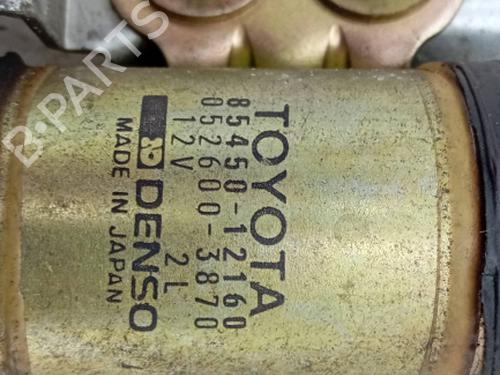 TOYOTA
85450-12160
052600-3870
12V 2L
DENSO
MADE IN JAPAN
B-PARTS